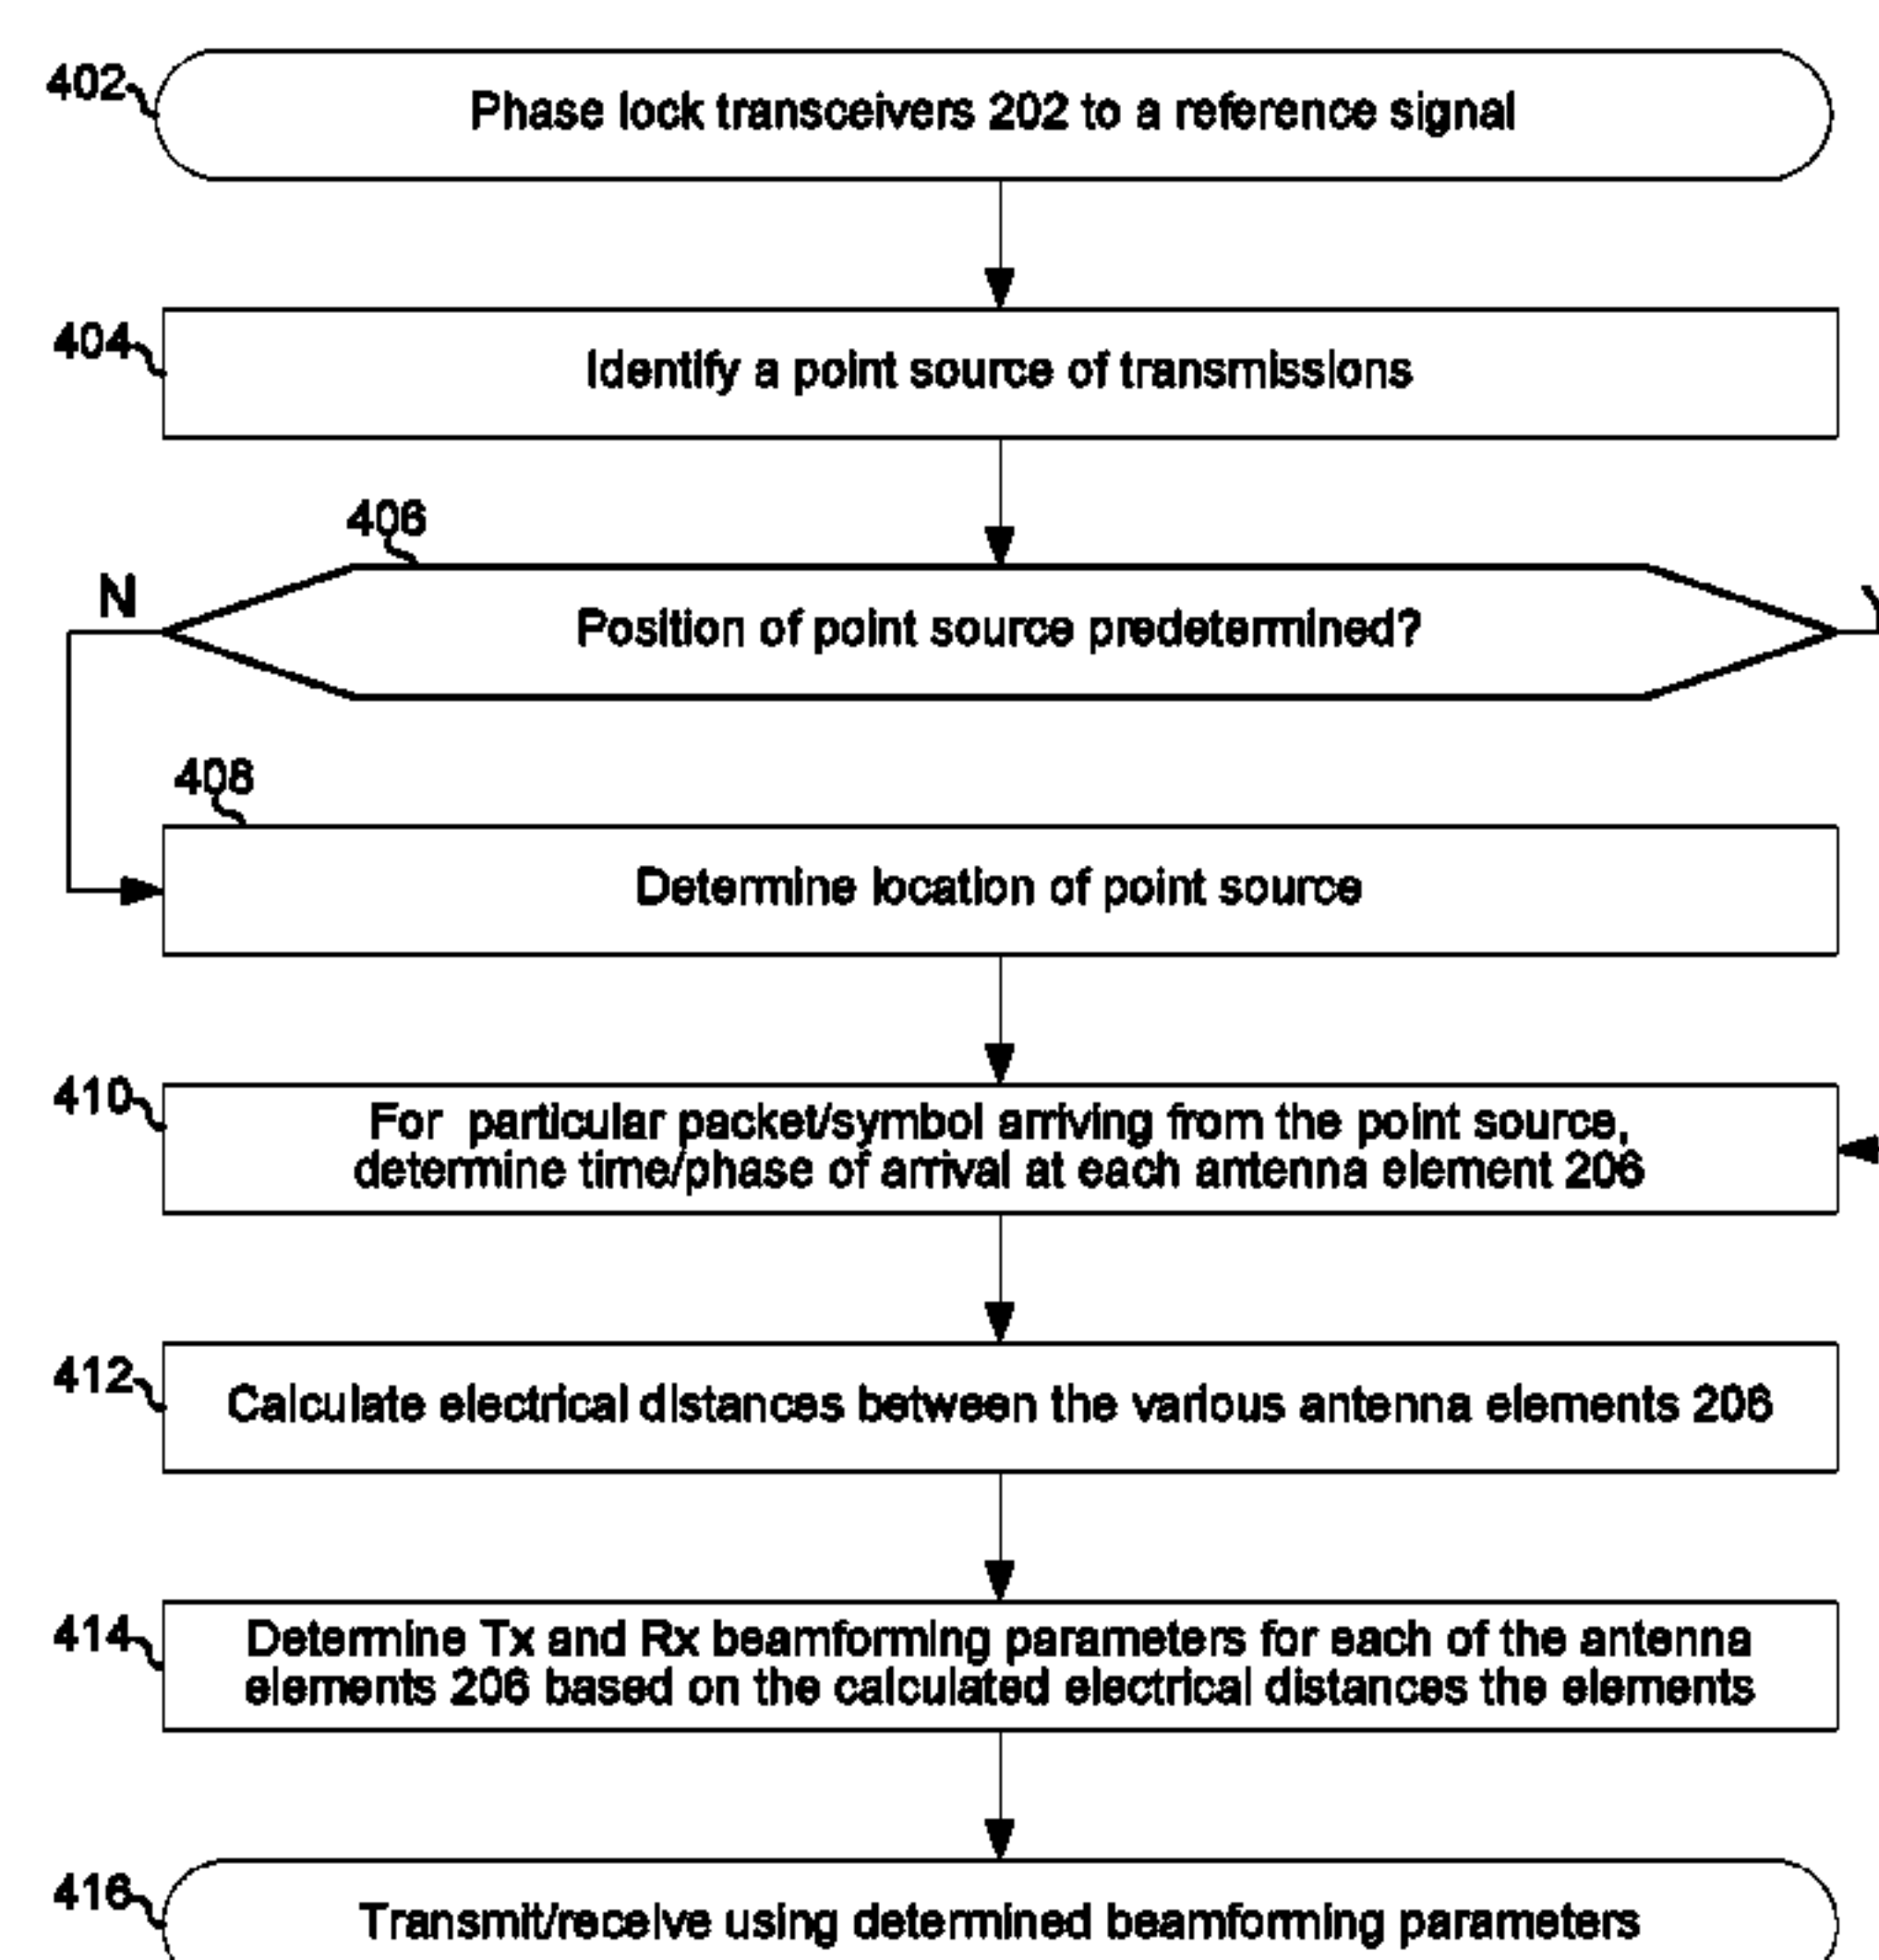 402
Phase lock transceivers 202 to a reference signal
404
Identify a point source of transmissions
406
N
Position of point source predetermined?
408
Determine location of point source
410
For particular packet/symbol arriving from the point source,
determine time/phase of arrival at each antenna element 206
412
Calculate electrical distances between the various antenna elements 206
414
Determine Tx and Rx beamforming parameters for each of the antenna
elements 206 based on the calculated electrical distances the elements
416
Transmit/receive using determined beamforming parameters